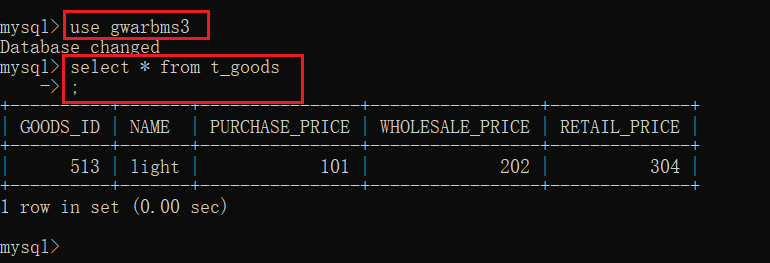 mysql> use gwarbms3
Database changed
mysql> select * from t_goods
    -> ;
+----------+-------+----------------+-----------------+--------------+
| GOODS_ID | NAME  | PURCHASE_PRICE | WHOLESALE_PRICE | RETAIL_PRICE |
+----------+-------+----------------+-----------------+--------------+
|      513 | light |            101 |             202 |          304 |
+----------+-------+----------------+-----------------+--------------+
1 row in set (0.00 sec)
mysql>